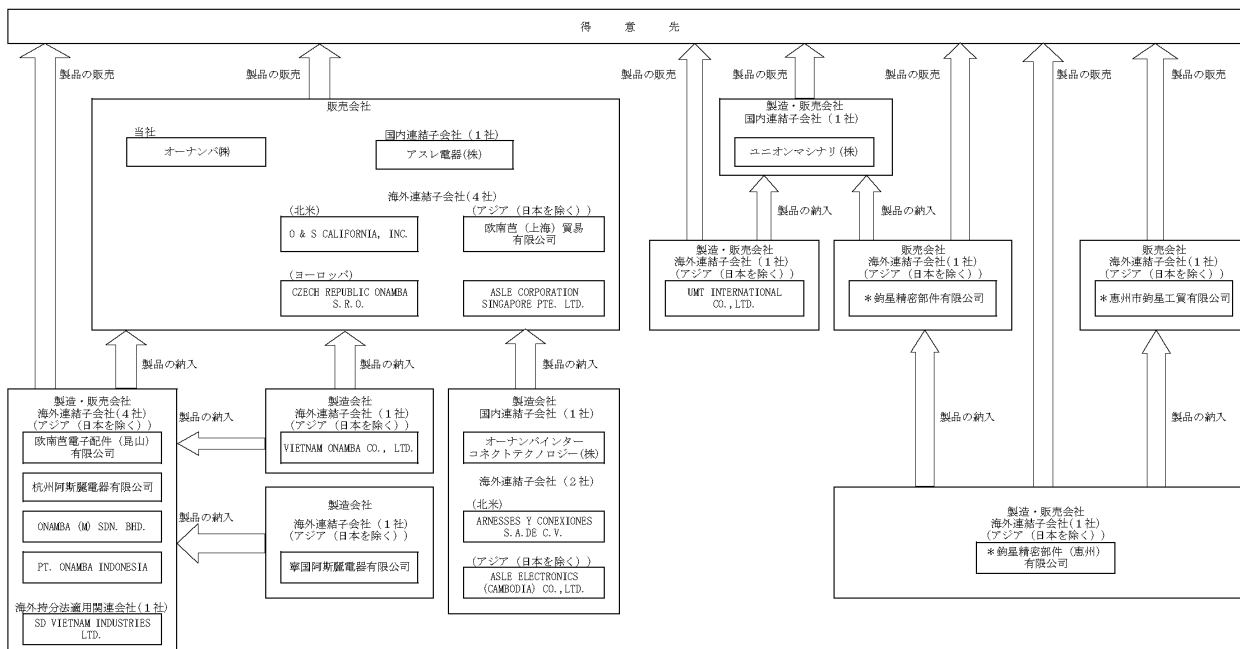 得　意　先
製品の販売
製品の販売
製品の販売
製品の販売
製品の販売
製品の販売
製品の販売
販売会社
当社
オーナンバ㈱
国内連結子会社（１社）
アスレ電器(株)
海外連結子会社(４社)
(北米)
O & S CALIFORNIA, INC.
(アジア（日本を除く）)
欧南芭（上海）貿易
有限公司
(ヨーロッパ)
CZECH REPUBLIC ONAMBA
S.R.O.
ASLE CORPORATION
SINGAPORE PTE. LTD.
製造・販売会社
国内連結子会社（１社）
ユニオンマシナリ(株)
製品の納入
製品の納入
製造・販売会社
海外連結子会社（１社）
(アジア（日本を除く）)
UMT INTERNATIONAL
CO.,LTD.
販売会社
海外連結子会社（１社）
(アジア（日本を除く）)
＊鉤星精密部件有限公司
販売会社
海外連結子会社（１社）
(アジア（日本を除く）)
＊恵州市鉤星工貿有限公司
製品の納入
製品の納入
製品の納入
製品の納入
製品の納入
製造・販売会社
海外連結子会社(４社)
(アジア（日本を除く）)
欧南芭電子配件（昆山）
有限公司
杭州阿斯麗電器有限公司
ONAMBA (M) SDN. BHD.
PT. ONAMBA INDONESIA
海外持分法適用関連会社(１社)
SD VIETNAM INDUSTRIES
LTD.
製品の納入
製品の納入
製造会社
海外連結子会社（１社）
(アジア（日本を除く）)
VIETNAM ONAMBA CO., LTD.
製造会社
海外連結子会社（１社）
(アジア（日本を除く）)
寧国阿斯麗電器有限公司
製造会社
国内連結子会社（１社）
オーナンバインター
コネクトテクノロジー(株)
海外連結子会社（２社）
(北米)
ARNESSES Y CONEXIONES
S.A.DE C.V.
(アジア（日本を除く）)
ASLE ELECTRONICS
(CAMBODIA) CO.,LTD.
製造・販売会社
海外連結子会社（１社）
(アジア（日本を除く）)
＊鉤星精密部件（恵州）
有限公司